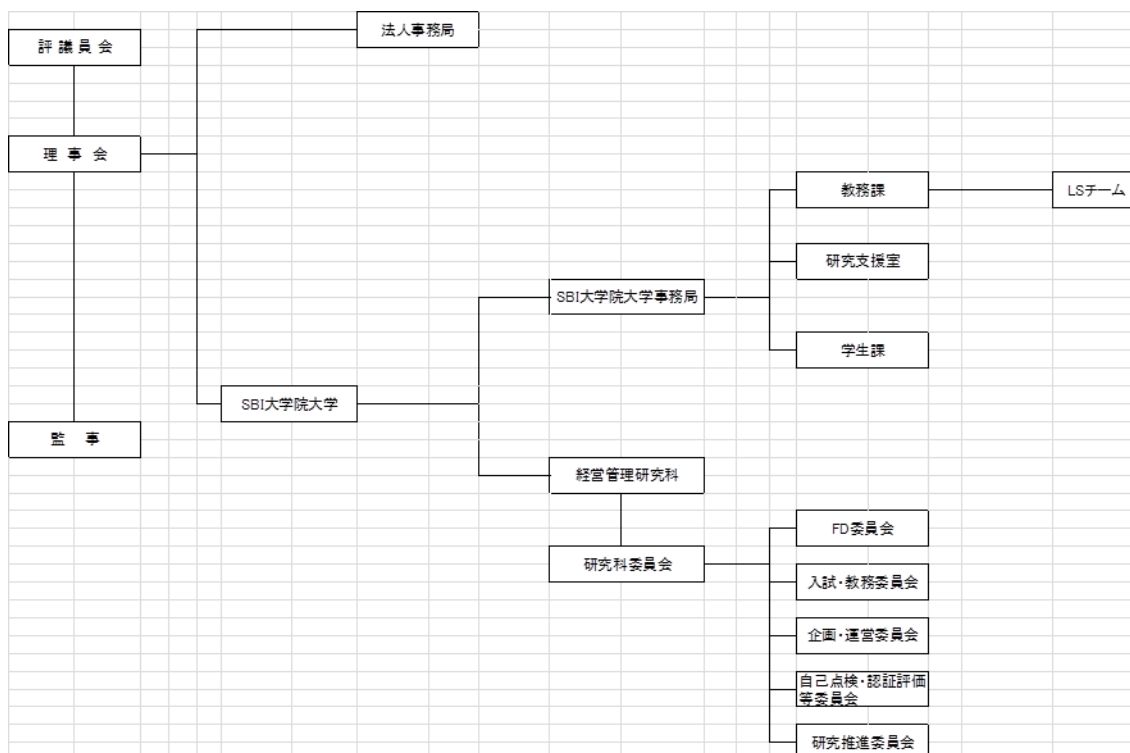 法人事務局
評議員会
理事会
教務課
LSチーム
研究支援室
SBI大学院大学事務局
学生課
SBI大学院大学
監　事
経営管理研究科
FD委員会
研究科委員会
入試・教務委員会
企画・運営委員会
自己点検・認証評価
等委員会
研究推進委員会